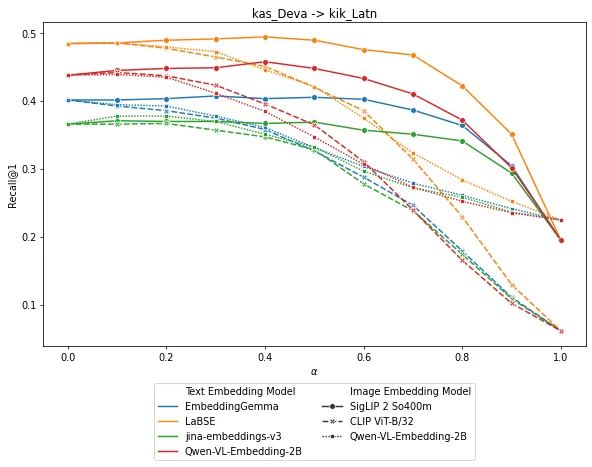 kas_Deva -> kik_Latn
Recall@1
0.5
0.4
0.3
0.2
0.1
0.0 0.2 0.4 0.6 0.8 1.0
α
Text Embedding Model Image Embedding Model
EmbeddingGemma SigLIP 2 So400m
LaBSE CLIP ViT-B/32
jina-embeddings-v3 Qwen-VL-Embedding-2B
Qwen-VL-Embedding-2B